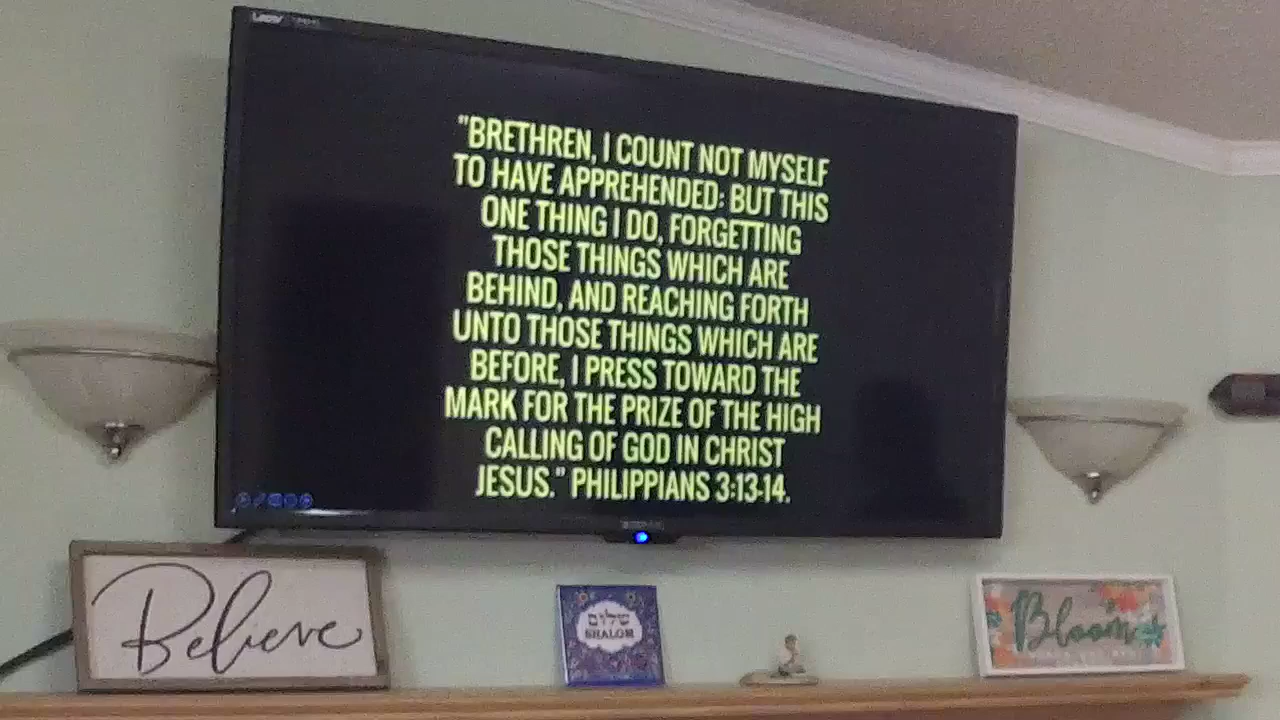 "BRETHREN, I COUNT NOT MYSELF
TO HAVE APPREHENDED: BUT THIS
ONE THING I DO, FORGETTING
THOSE THINGS WHICH ARE
BEHIND, AND REACHING FORTH
UNTO THOSE THINGS WHICH ARE
BEFORE, I PRESS TOWARD THE
MARK FOR THE PRIZE OF THE HIGH
CALLING OF GOD IN CHRIST
JESUS." PHILIPPIANS 3:13-14.
Believe
שלום
SHALOM
Bloom